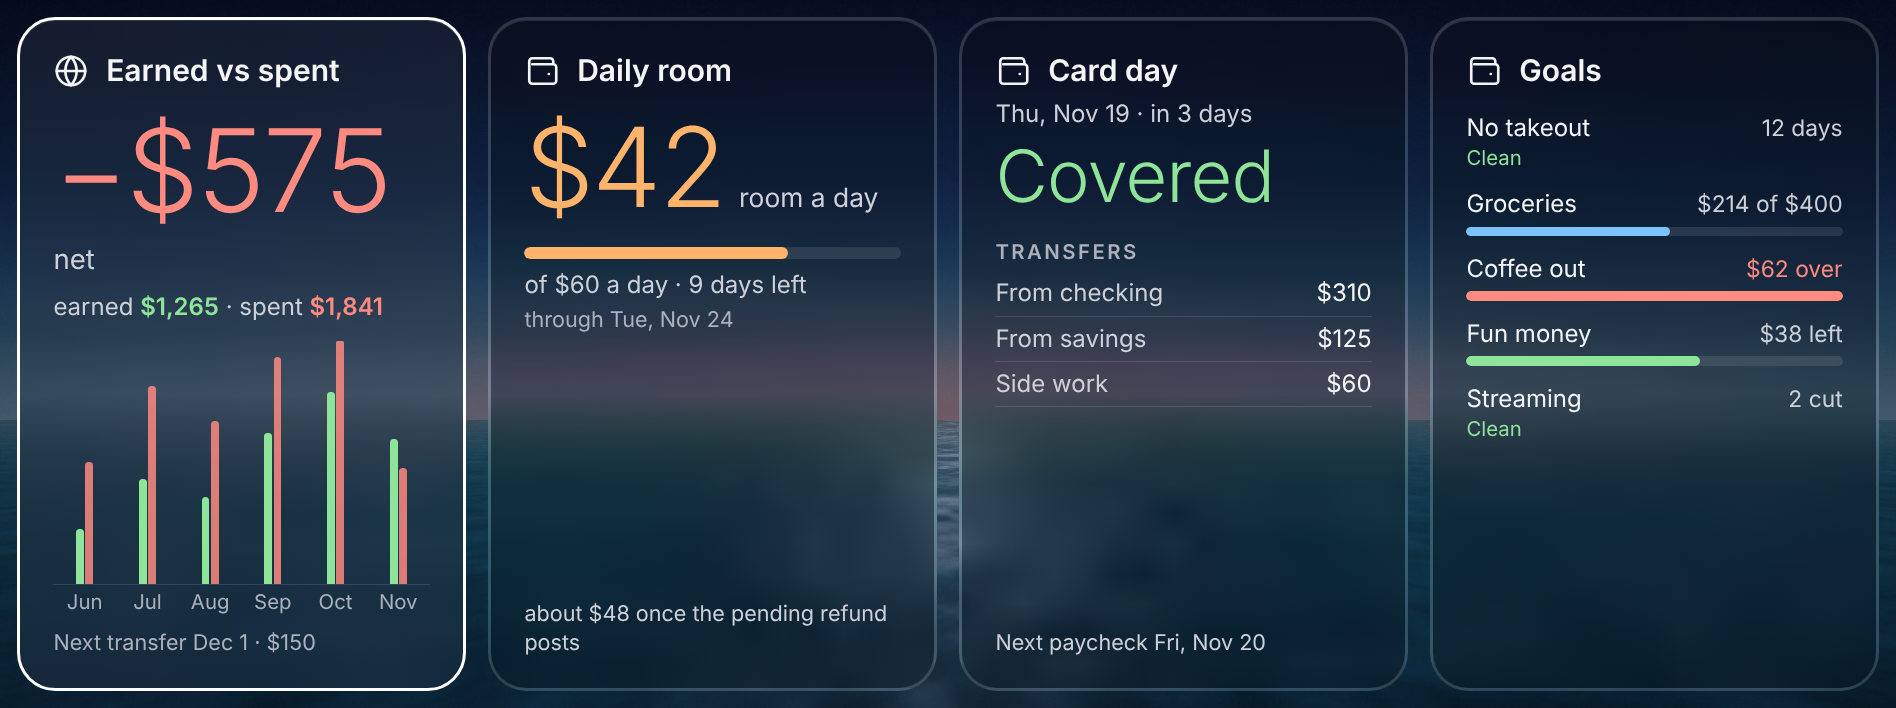 Earned vs spent
−$575
net
earned $1,265 · spent $1,841
Jun Jul Aug Sep Oct Nov
Next transfer Dec 1 · $150
Daily room
$42 room a day
of $60 a day · 9 days left
through Tue, Nov 24
about $48 once the pending refund
posts
Card day
Thu, Nov 19 · in 3 days
Covered
TRANSFERS
From checking $310
From savings $125
Side work $60
Next paycheck Fri, Nov 20
Goals
No takeout 12 days
Clean
Groceries $214 of $400
Coffee out $62 over
Fun money $38 left
Streaming 2 cut
Clean